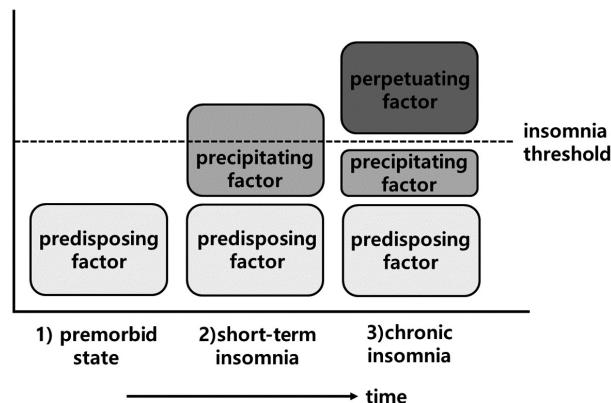 perpetuating
factor
insomnia
threshold
precipitating
factor
precipitating
factor
predisposing
factor
predisposing
factor
predisposing
factor
1) premorbid
state
2)short-term
insomnia
3)chronic
insomnia
time